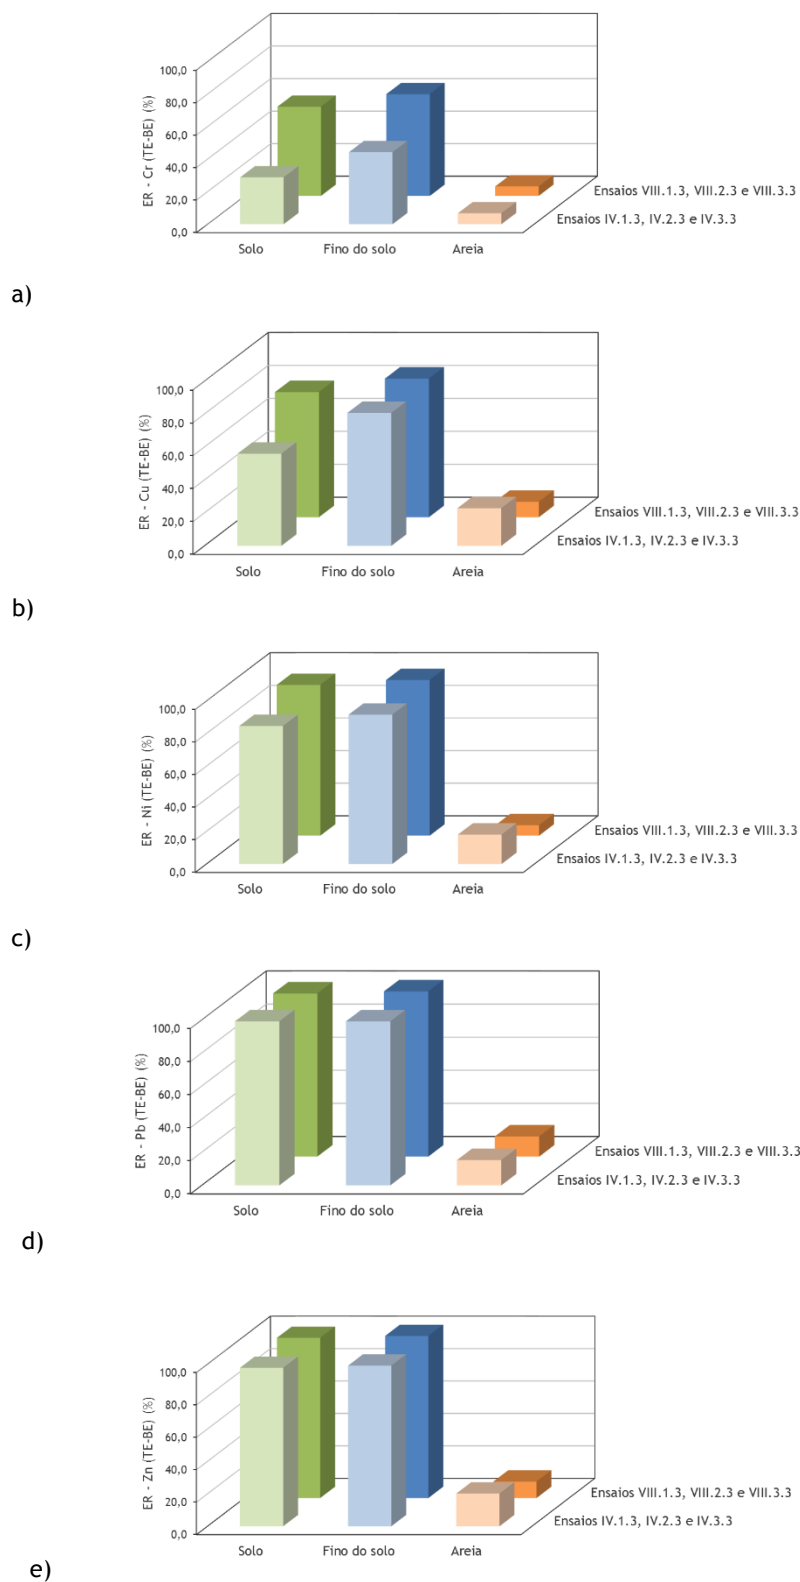 ER - Cr (TE-BE) (%)
100,0
80,0
60,0
40,0
20,0
0,0
Solo
Fino do solo
Areia
Ensaios VIII.1.3, VIII.2.3 e VIII.3.3
Ensaios IV.1.3, IV.2.3 e IV.3.3
a)
ER - Cu (TE-BE) (%)
100,0
80,0
60,0
40,0
20,0
0,0
Solo
Fino do solo
Areia
Ensaios VIII.1.3, VIII.2.3 e VIII.3.3
Ensaios IV.1.3, IV.2.3 e IV.3.3
b)
ER - Ni (TE-BE) (%)
100,0
80,0
60,0
40,0
20,0
0,0
Solo
Fino do solo
Areia
Ensaios VIII.1.3, VIII.2.3 e VIII.3.3
Ensaios IV.1.3, IV.2.3 e IV.3.3
c)
ER - Pb (TE-BE) (%)
100,0
80,0
60,0
40,0
20,0
0,0
Solo
Fino do solo
Areia
Ensaios VIII.1.3, VIII.2.3 e VIII.3.3
Ensaios IV.1.3, IV.2.3 e IV.3.3
d)
ER - Zn (TE-BE) (%)
100,0
80,0
60,0
40,0
20,0
0,0
Solo
Fino do solo
Areia
Ensaios VIII.1.3, VIII.2.3 e VIII.3.3
Ensaios IV.1.3, IV.2.3 e IV.3.3
e)